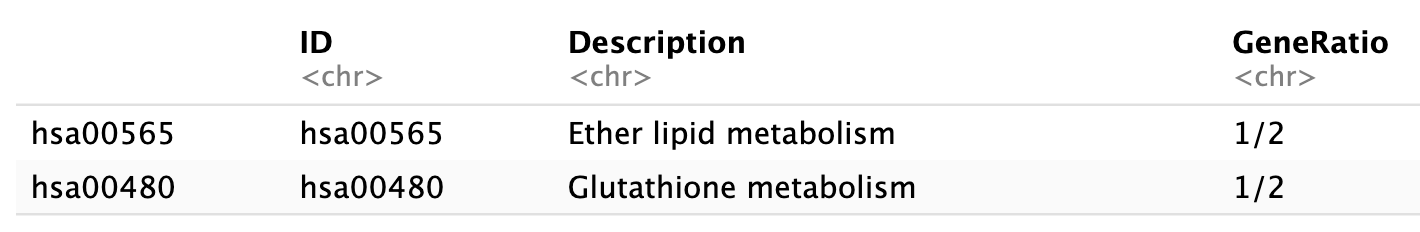 ID Description GeneRatio
<chr> <chr> <chr>
hsa00565 hsa00565 Ether lipid metabolism 1/2
hsa00480 hsa00480 Glutathione metabolism 1/2